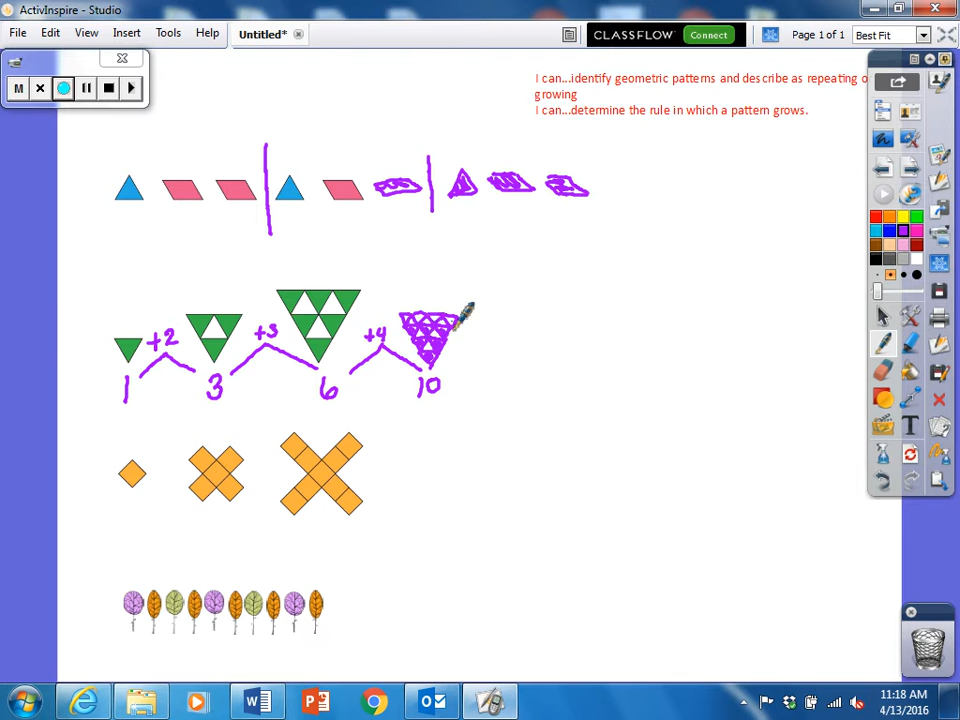 ActivInspire - Studio
File Edit View Insert Tools Help Untitled* CLASSFLOW Connect Page 1 of 1 Best Fit
M
I can...identify geometric patterns and describe as repeating o
growing
I can...determine the rule in which a pattern grows.
+2 +3 +4
1 3 6 10
T
W P O
11:18 AM
4/13/2016